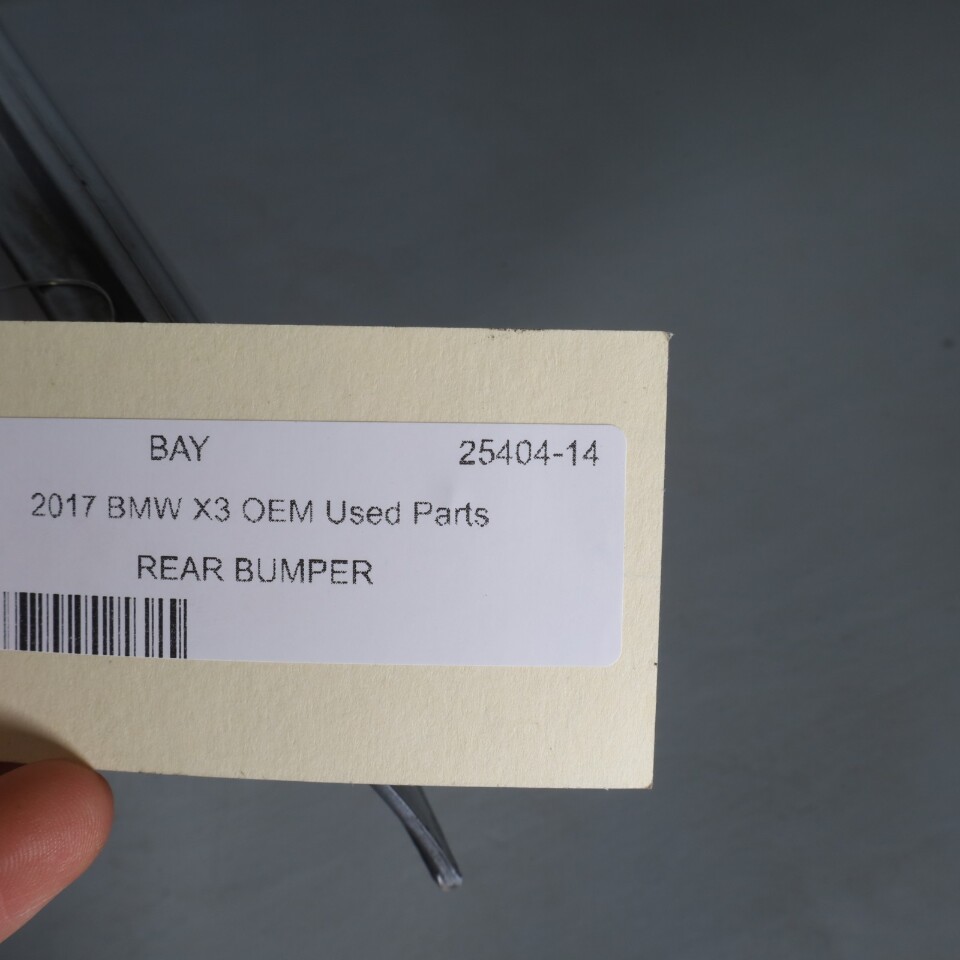 BAY 25404-14
2017 BMW X3 OEM Used Parts
REAR BUMPER